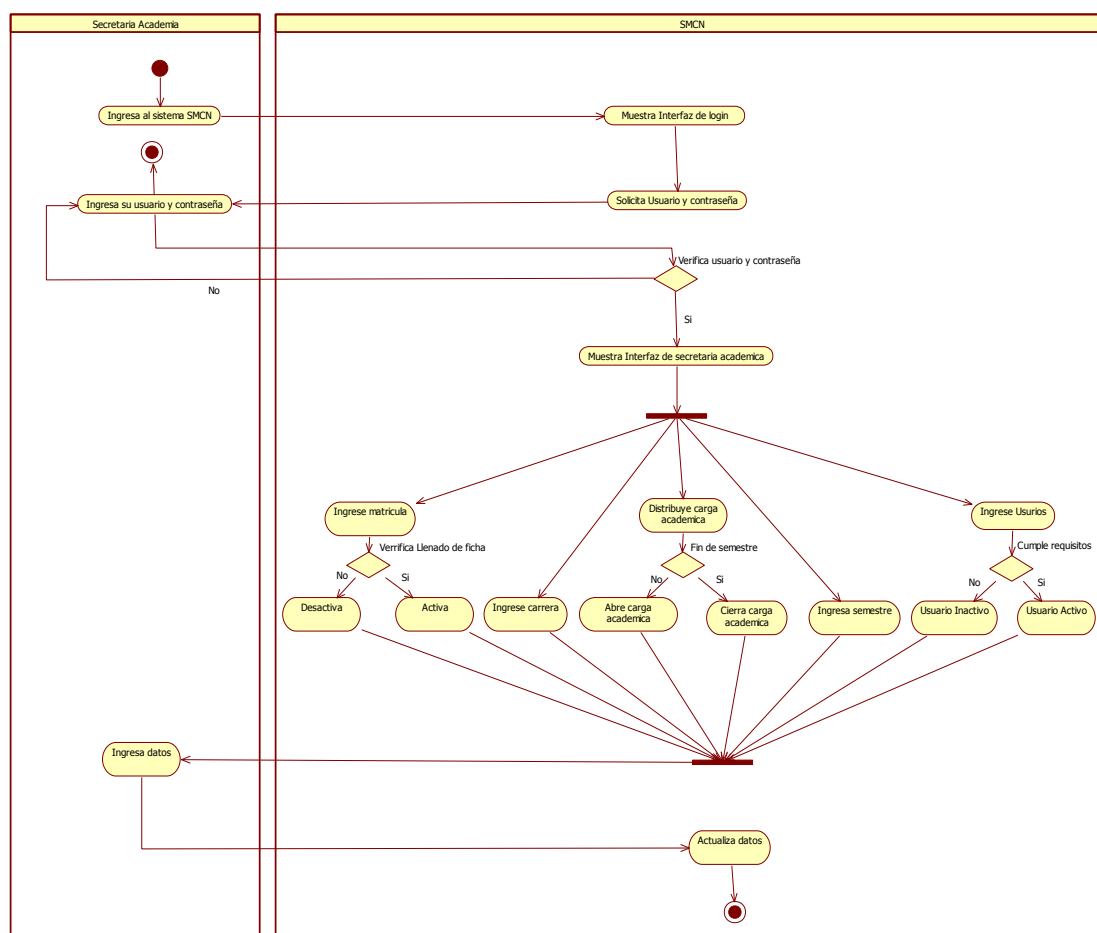 Secretaria Academia
SMCN
Ingresa al sistema SMCN
Muestra Interfaz de login
Ingresa su usuario y contraseña
Solicita Usuario y contraseña
Verifica usuario y contraseña
No
Si
Muestra Interfaz de secretaria academica
Ingrese matricula
Distribuye carga
academica
Ingrese Usurios
Verrifica Llenado de ficha
Fin de semestre
Cumple requisitos
No
Si
No
Si
No
Si
Desactiva
Activa
Ingrese carrera
Abre carga
academica
Cierra carga
academica
Ingresa semestre
Usuario Inactivo
Usuario Activo
Ingresa datos
Actualiza datos